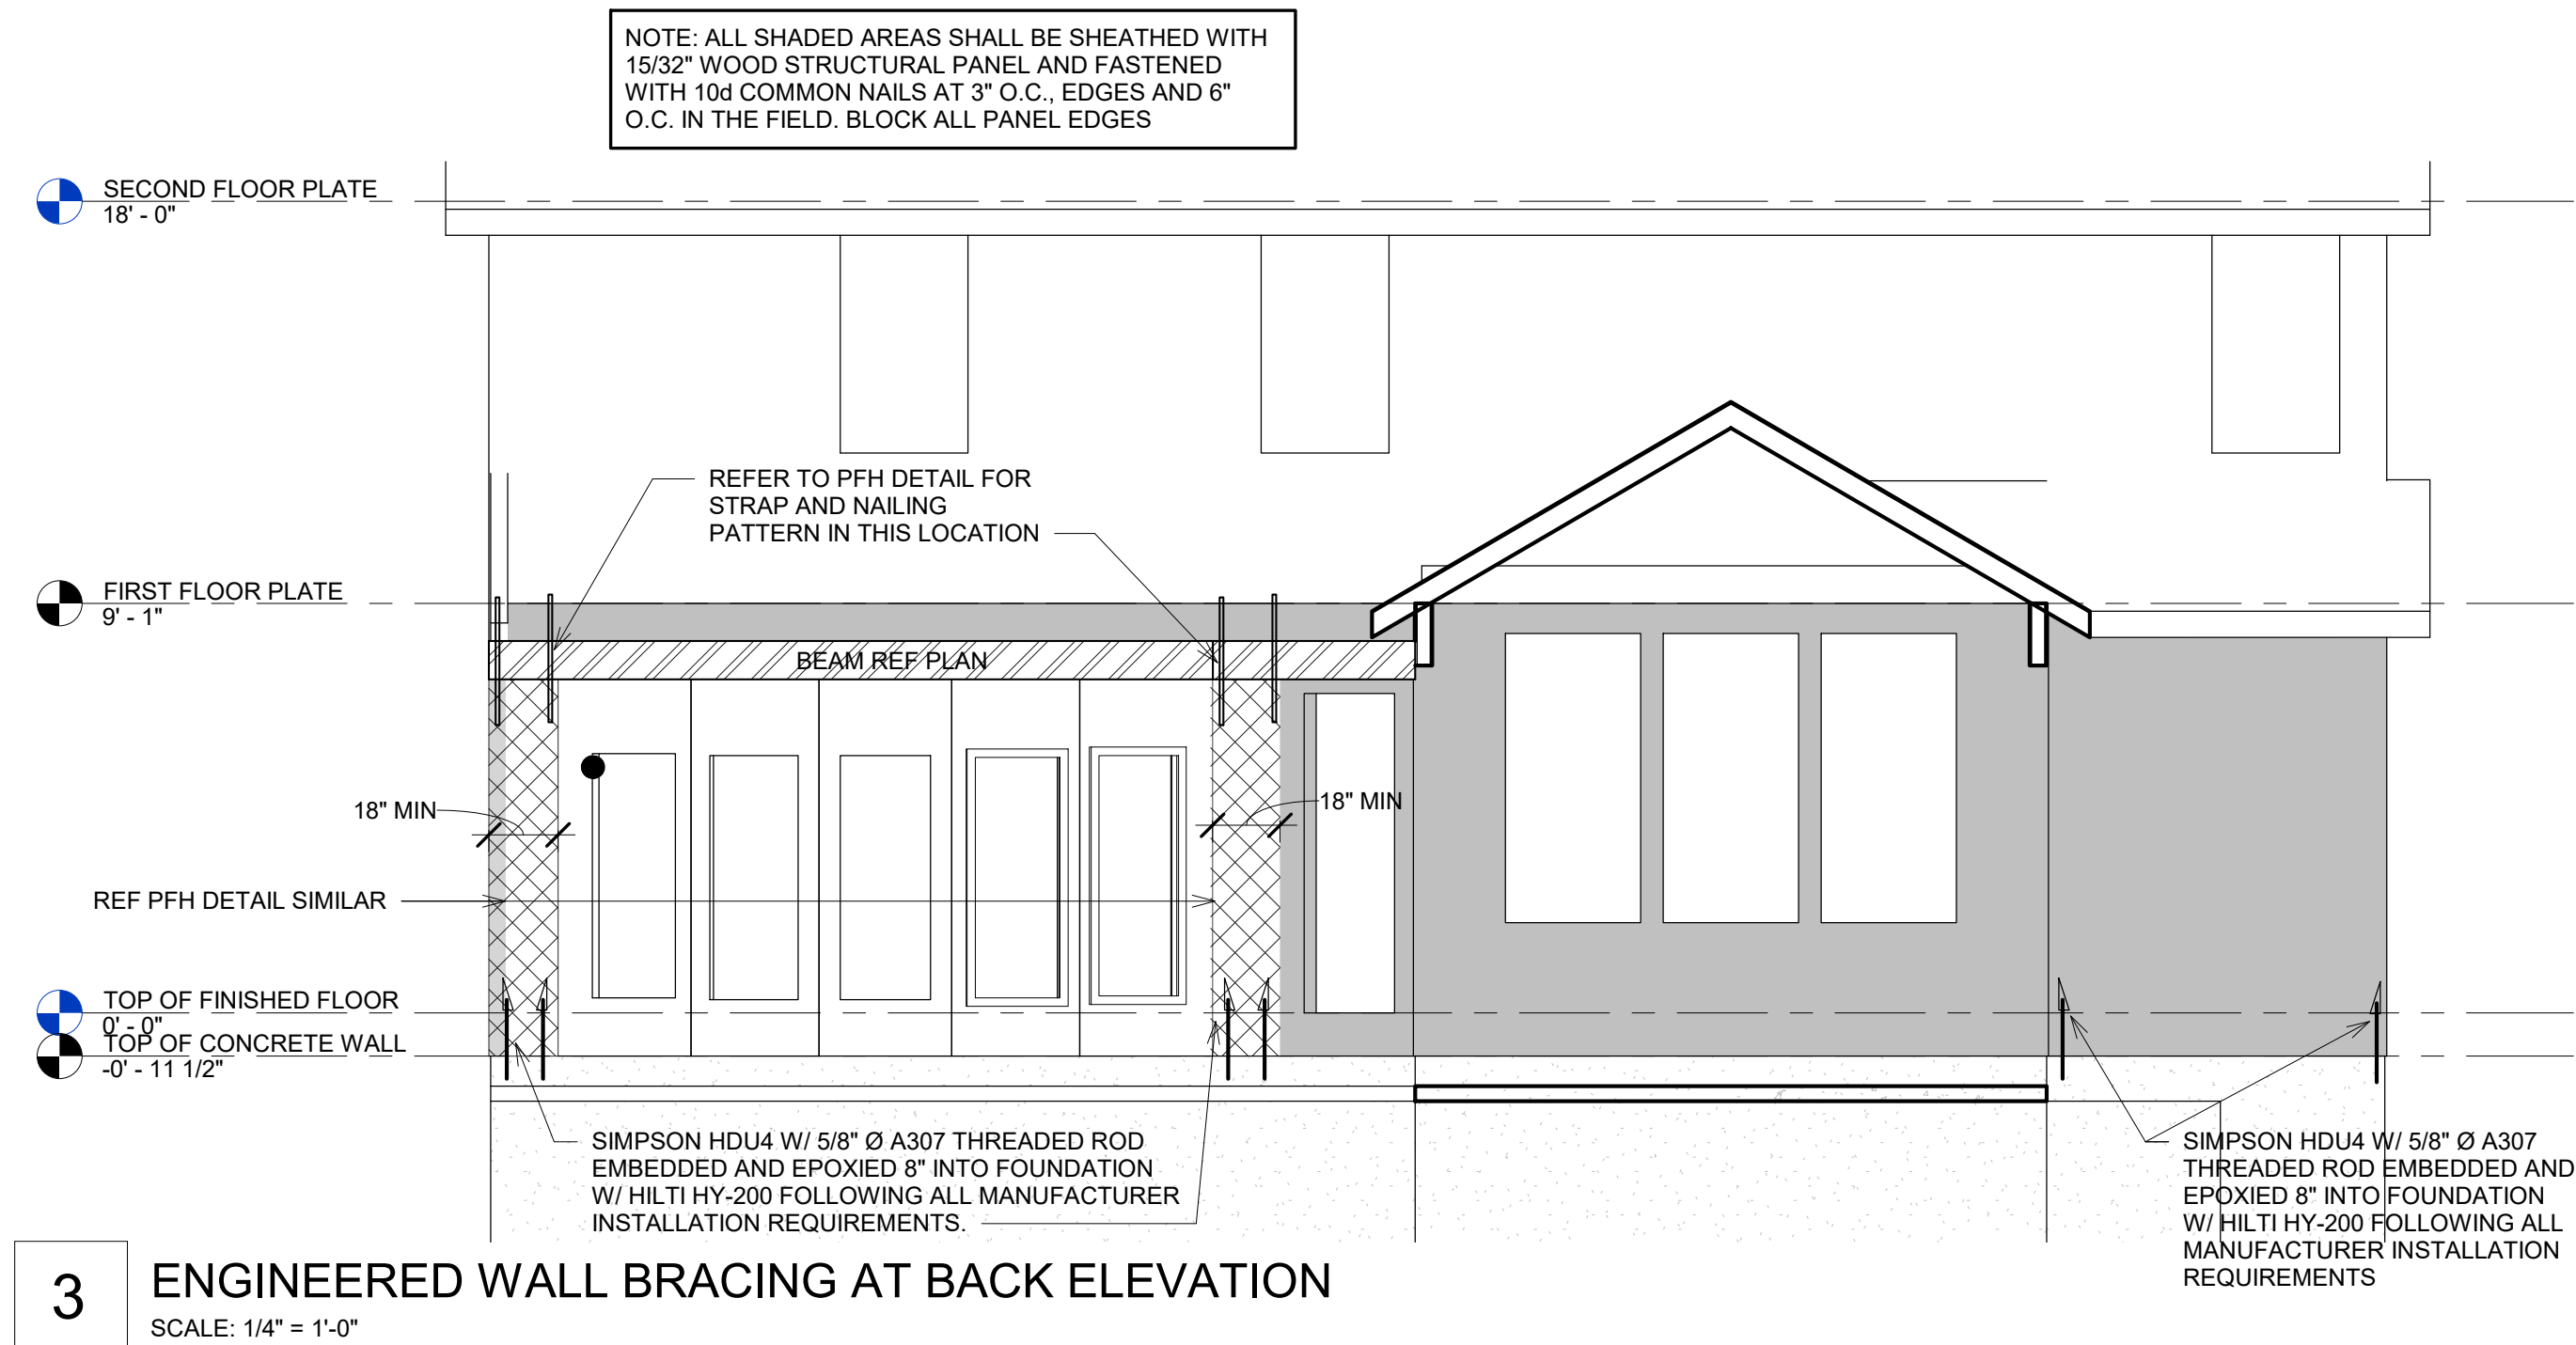 NOTE: ALL SHADED AREAS SHALL BE SHEATHED WITH
15/32" WOOD STRUCTURAL PANEL AND FASTENED
WITH 10d COMMON NAILS AT 3" O.C., EDGES AND 6"
O.C. IN THE FIELD. BLOCK ALL PANEL EDGES
SECOND FLOOR PLATE
18' - 0"
REFER TO PFH DETAIL FOR
STRAP AND NAILING
PATTERN IN THIS LOCATION
FIRST FLOOR PLATE
9' - 1"
BEAM REF PLAN
18" MIN
18" MIN
REF PFH DETAIL SIMILAR
TOP OF FINISHED FLOOR
0' - 0"
TOP OF CONCRETE WALL
-0' - 11 1/2"
SIMPSON HDU4 W/ 5/8" Ø A307 THREADED ROD
EMBEDDED AND EPOXIED 8" INTO FOUNDATION
W/ HILTI HY-200 FOLLOWING ALL MANUFACTURER
INSTALLATION REQUIREMENTS.
SIMPSON HDU4 W/ 5/8" Ø A307
THREADED ROD EMBEDDED AND
EPOXIED 8" INTO FOUNDATION
W/ HILTI HY-200 FOLLOWING ALL
MANUFACTURER INSTALLATION
REQUIREMENTS
3
ENGINEERED WALL BRACING AT BACK ELEVATION
SCALE: 1/4" = 1'-0"